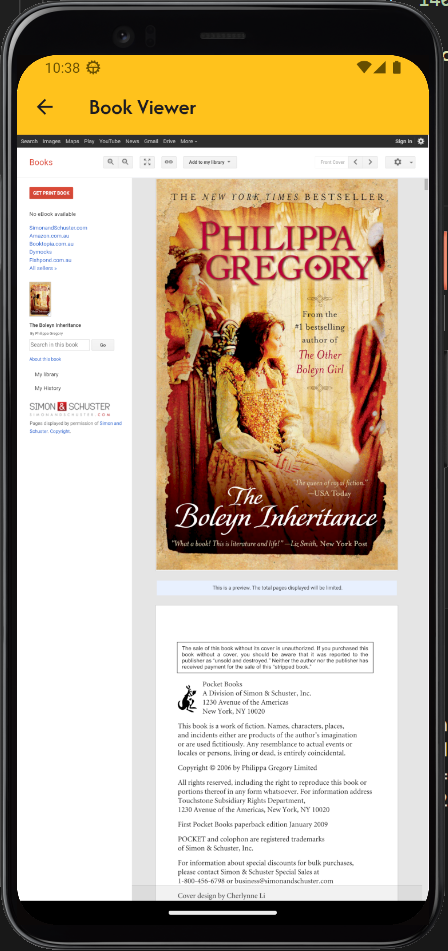 140
10:38
Book Viewer
Search Images Maps Play YouTube News Gmail Drive More
Sign in
Books
Add to my library
Front Cover
GET PRINT BOOK
No eBook available
SimonandSchuster.com
Amazon.com.au
Booktopia.com.au
Dymocks
Fishpond.com.au
All sellers »
The Boleyn Inheritance
By Philippa Gregory
Search in this book
Go
About this book
My library
My History
SIMON & SCHUSTER
SIMONANDSCHUSTER.COM
Pages displayed by permission of Simon and
Schuster. Copyright.
THE NEW YORK TIMES BESTSELLER
PHILIPPA
GREGORY
From the
#1 bestselling
author of
The Other
Boleyn Girl
"The queen of royal fiction."
—USA Today
The
Boleyn Inheritance
"What a book! This is literature and life!" —Liz Smith, New York Post
This is a preview. The total pages displayed will be limited.
The sale of this book without its cover is unauthorized. If you purchased this
book without a cover, you should be aware that it was reported to the
publisher as "unsold and destroyed." Neither the author nor the publisher has
received payment for the sale of this "stripped book."
Pocket Books
A Division of Simon & Schuster, Inc.
1230 Avenue of the Americas
New York, NY 10020
This book is a work of fiction. Names, characters, places,
and incidents either are products of the author's imagination
or are used fictitiously. Any resemblance to actual events or
locales or persons, living or dead, is entirely coincidental.
Copyright © 2006 by Philippa Gregory Limited
All rights reserved, including the right to reproduce this book or
portions thereof in any form whatsoever. For information address
Touchstone Subsidiary Rights Department,
1230 Avenue of the Americas, New York, NY 10020
First Pocket Books paperback edition January 2009
POCKET and colophon are registered trademarks
of Simon & Schuster, Inc.
For information about special discounts for bulk purchases,
please contact Simon & Schuster Special Sales at
1-800-456-6798 or business@simonandschuster.com
Cover design by Cherlynne Li